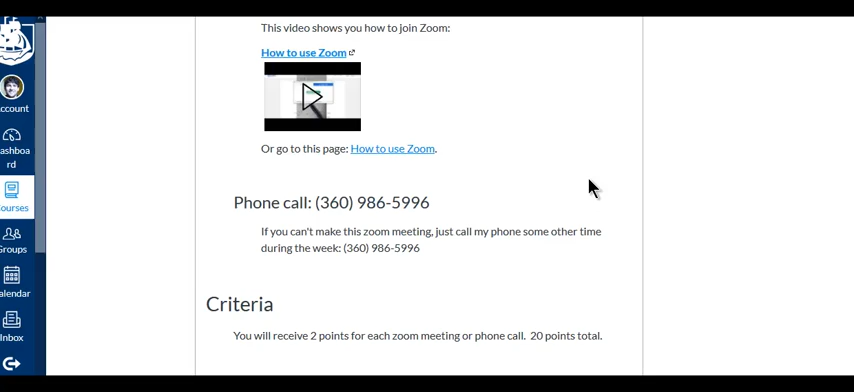 This video shows you how to join Zoom:
How to use Zoom
Or go to this page: How to use Zoom.
Phone call: (360) 986-5996
If you can't make this zoom meeting, just call my phone some other time
during the week: (360) 986-5996
Criteria
You will receive 2 points for each zoom meeting or phone call.  20 points total.
ccount
ashboa
rd
ourses
Groups
alendar
Inbox